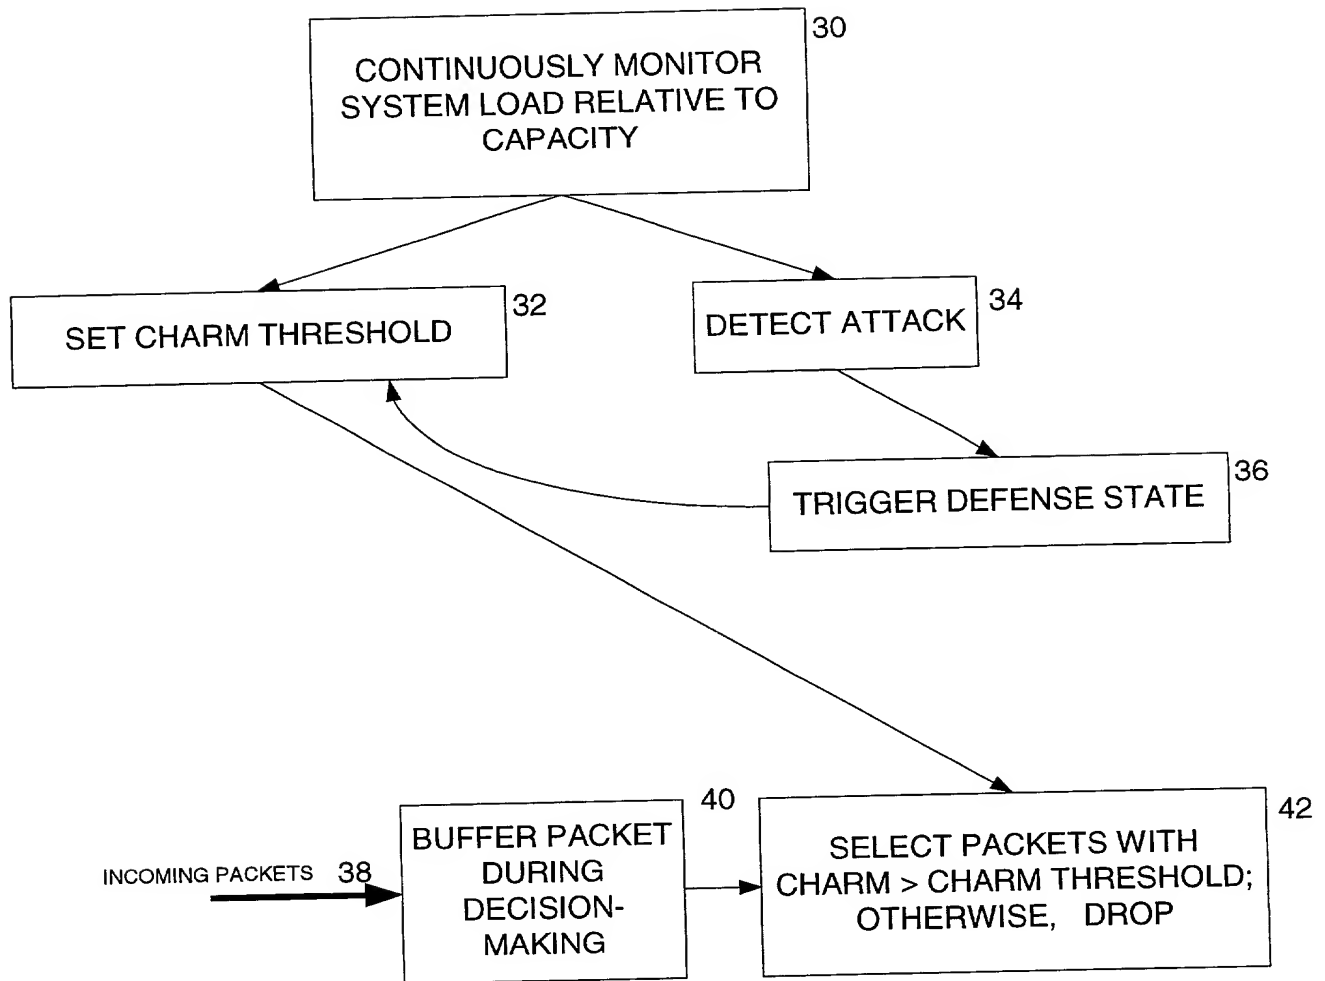 30
CONTINUOUSLY MONITOR
SYSTEM LOAD RELATIVE TO
CAPACITY
32
SET CHARM THRESHOLD
34
DETECT ATTACK
36
TRIGGER DEFENSE STATE
INCOMING PACKETS 38
40
BUFFER PACKET
DURING
DECISION-
MAKING
42
SELECT PACKETS WITH
CHARM > CHARM THRESHOLD;
OTHERWISE, DROP